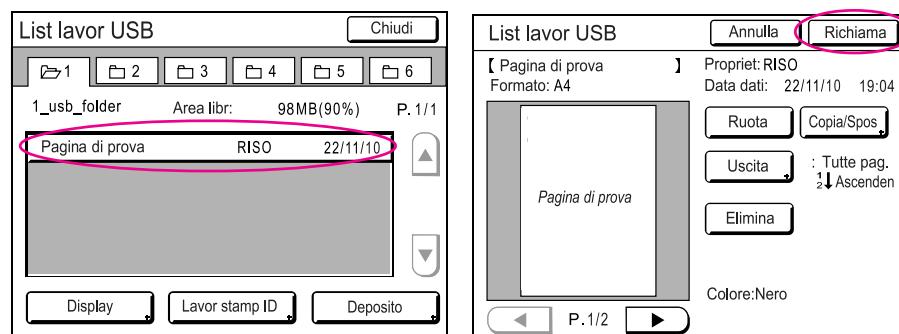 List lavor USB
Chiudi
1
2
3
4
5
6
1_usb_folder Area libr: 98MB(90%) P. 1/1
Pagina di prova RISO 22/11/10
Display
Lavor stamp ID
Deposito
List lavor USB
Annulla
Richiama
【 Pagina di prova 】
Formato: A4
Propriet: RISO
Data dati: 22/11/10 19:04
Pagina di prova
Ruota
Copia/Spos
Uscita
: Tutte pag.
1
2
Ascenden
Elimina
Colore:Nero
P.1/2